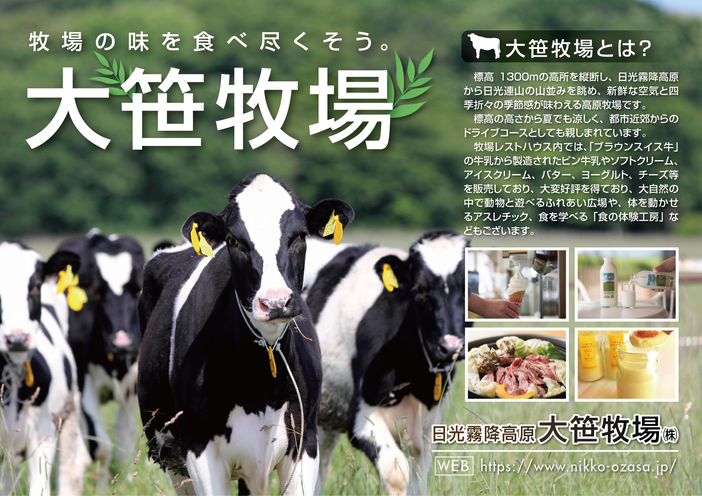 牧場の味を食べ尽くそう。
大笹牧場
大笹牧場とは?
標高 1300mの高所を縦断し、日光霧降高原
から日光連山の山並みを眺め、新鮮な空気と四
季折々の季節感が味わえる高原牧場です。
標高の高さから夏でも涼しく、都市近郊からの
ドライブコースとしても親しまれています。
牧場レストハウス内では、「ブラウンスイス牛」
の牛乳から製造されたビン牛乳やソフトクリーム、
アイスクリーム、バター、ヨーグルト、チーズ等
を販売しており、大変好評を得ており、大自然の
中で動物と遊べるふれあい広場や、体を動かせ
るアスレチック、食を学べる「食の体験工房」な
どもございます。
日光霧降高原 大笹牧場㈱
WEB https://www.nikko-ozasa.jp/